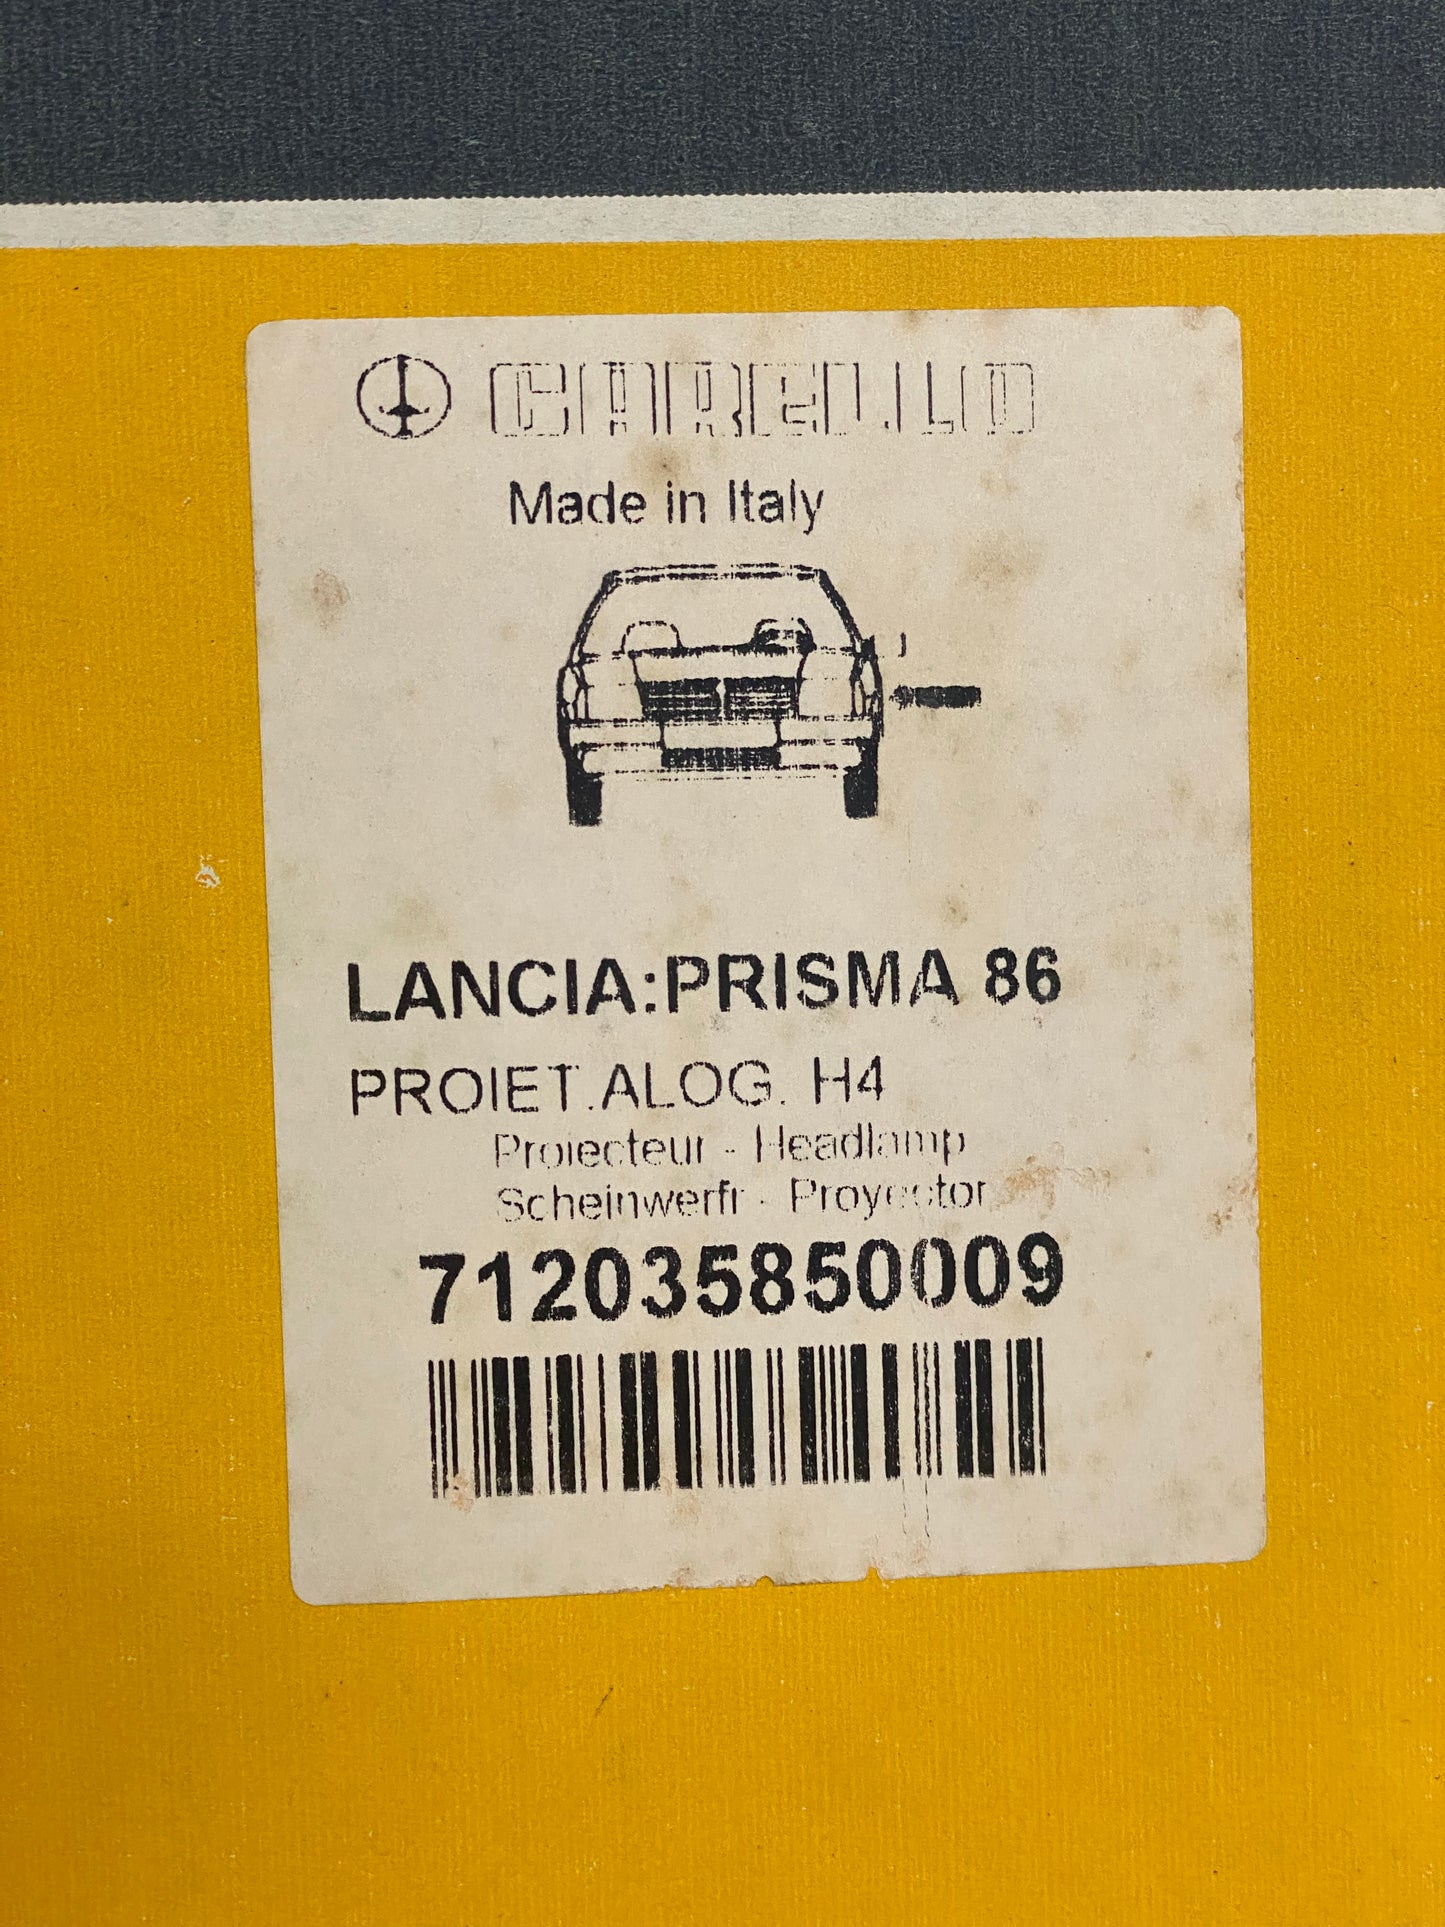 CARELLO
Made in Italy
LANCIA:PRISMA 86
PROIET.ALOG. H4
Proiecteur - Headlamp
Scheinwerfr - Proyector
712035850009